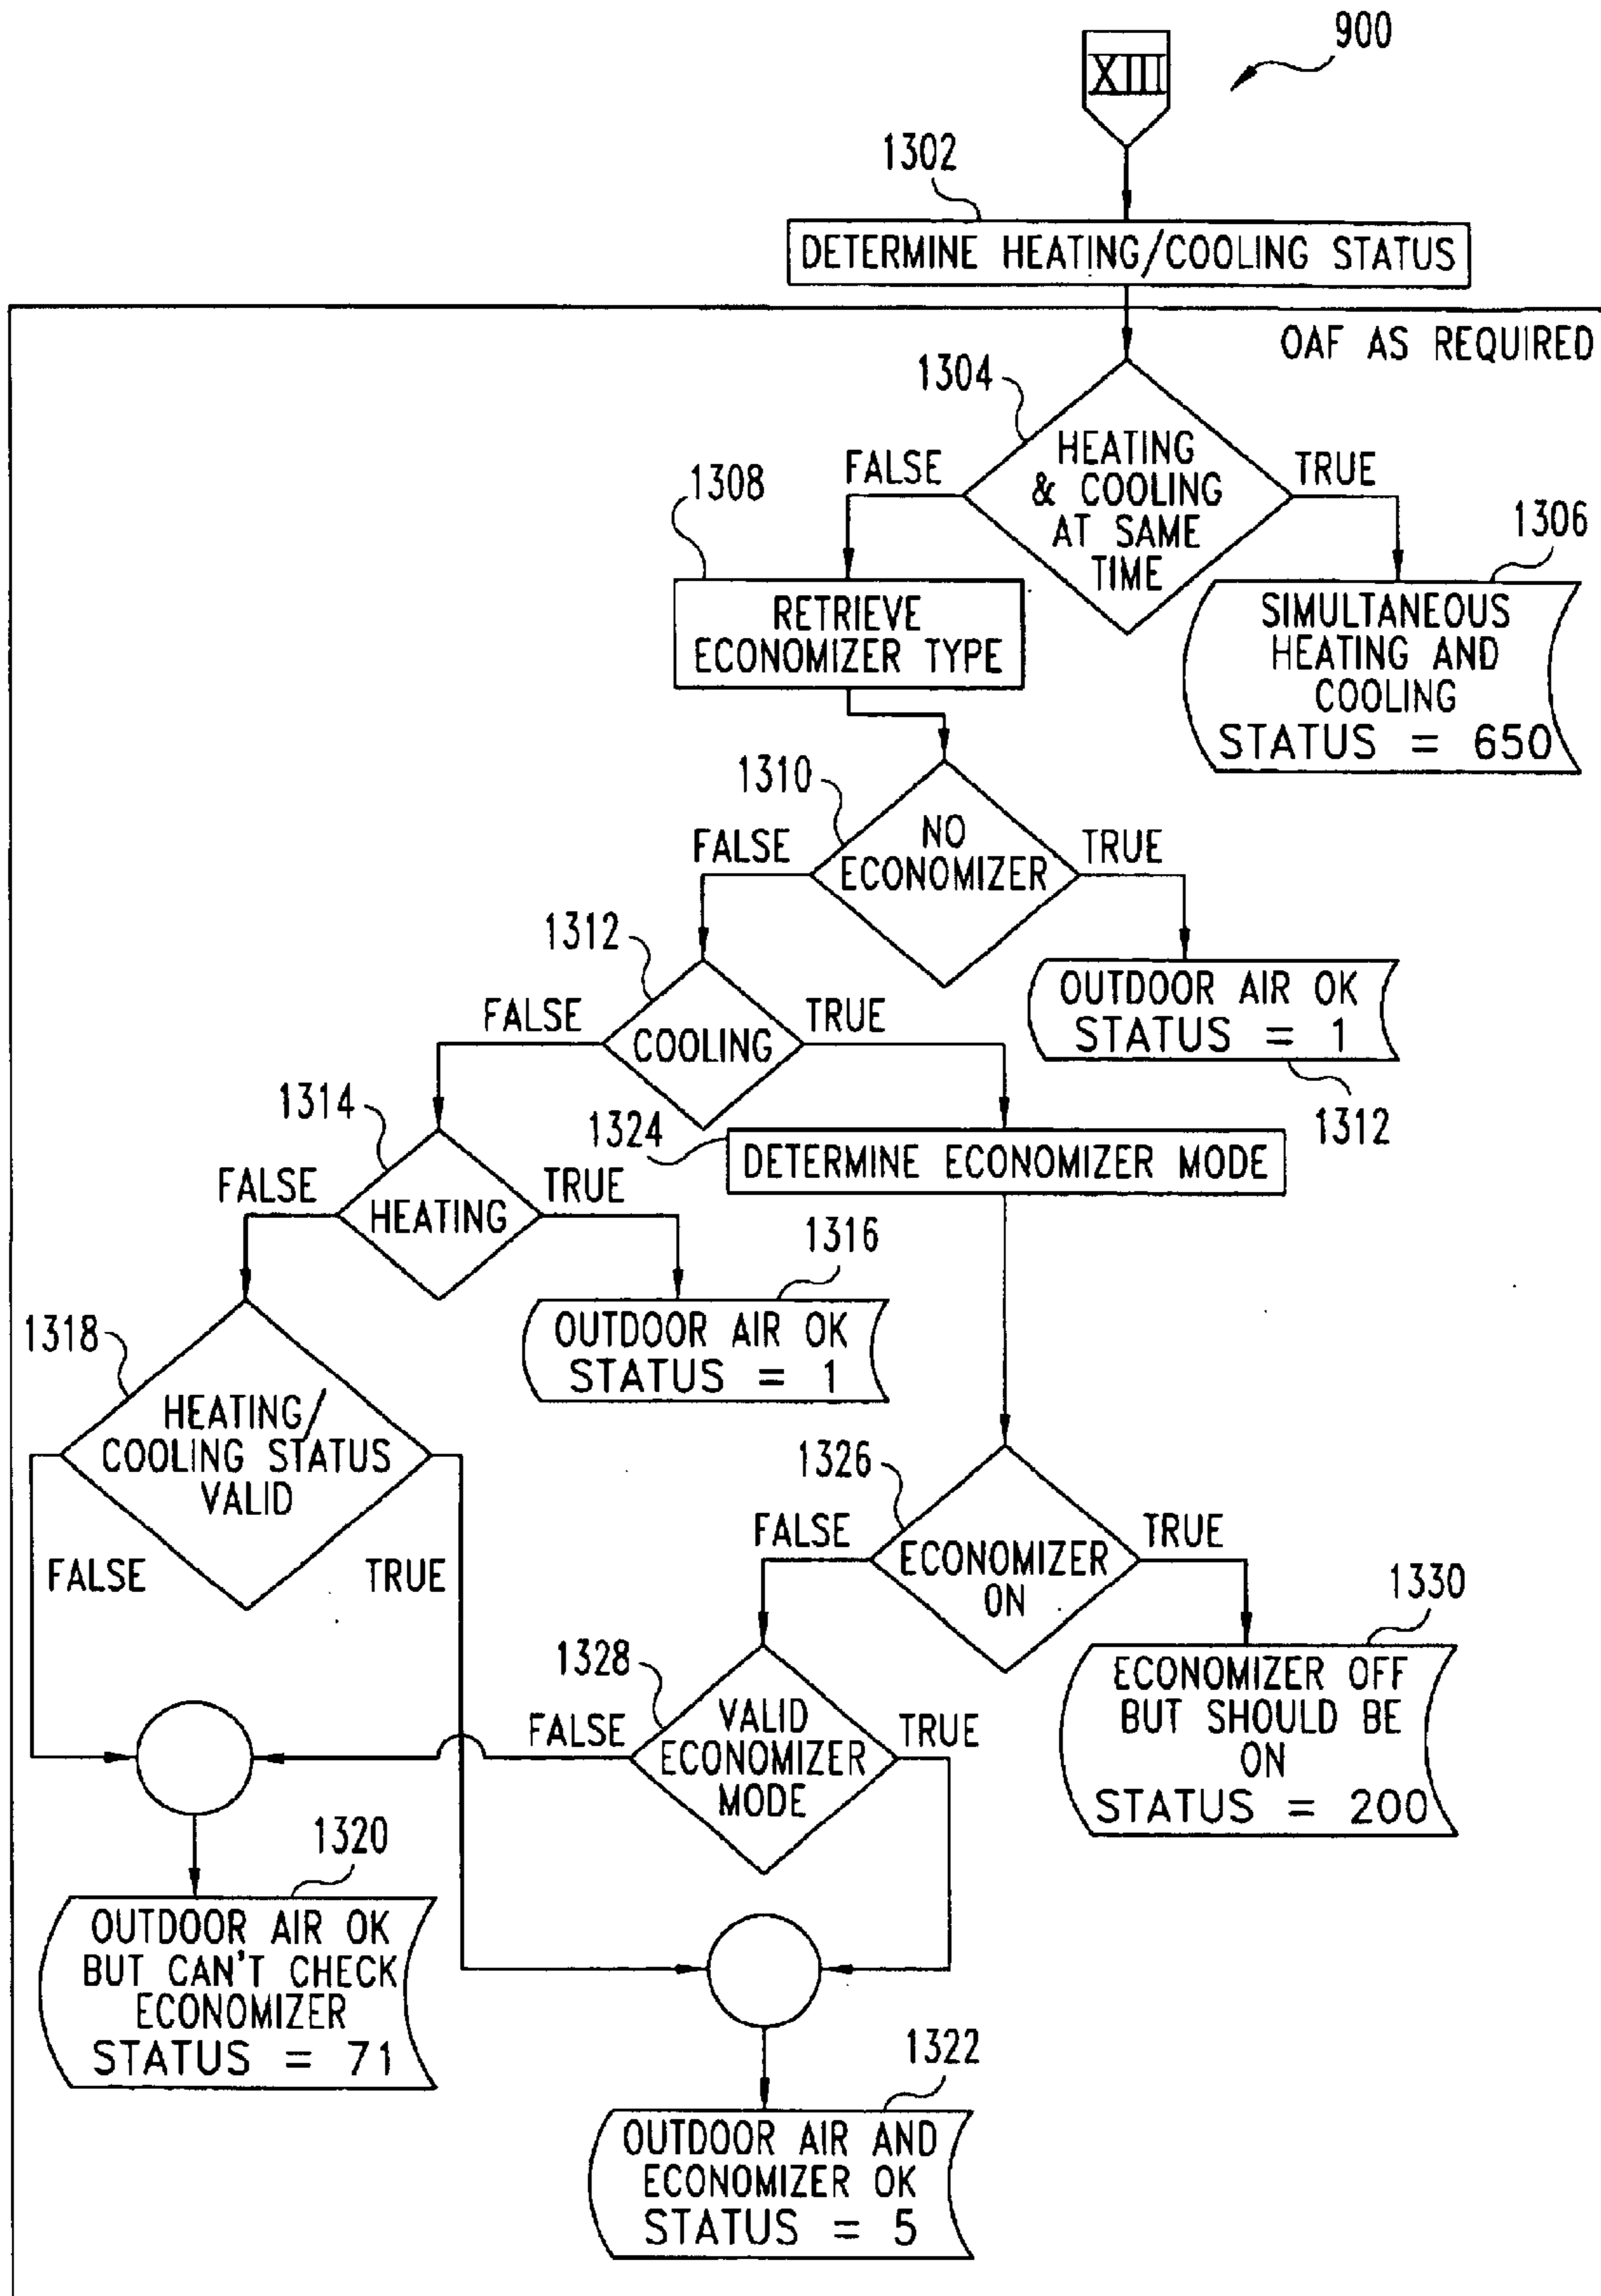 900
XIII
1302
DETERMINE HEATING/COOLING STATUS
OAF AS REQUIRED
1304
HEATING
& COOLING
AT SAME
TIME
FALSE
TRUE
1308
RETRIEVE
ECONOMIZER TYPE
1306
SIMULTANEOUS
HEATING AND
COOLING
STATUS = 650
1310
NO
ECONOMIZER
FALSE
TRUE
1312
COOLING
FALSE
TRUE
OUTDOOR AIR OK
STATUS = 1
1312
1314
HEATING
FALSE
TRUE
1324
DETERMINE ECONOMIZER MODE
1316
OUTDOOR AIR OK
STATUS = 1
1318
HEATING/
COOLING STATUS
VALID
FALSE
TRUE
1326
ECONOMIZER
ON
FALSE
TRUE
1328
VALID
ECONOMIZER
MODE
FALSE
TRUE
1330
ECONOMIZER OFF
BUT SHOULD BE
ON
STATUS = 200
1320
OUTDOOR AIR OK
BUT CAN'T CHECK
ECONOMIZER
STATUS = 71
1322
OUTDOOR AIR AND
ECONOMIZER OK
STATUS = 5